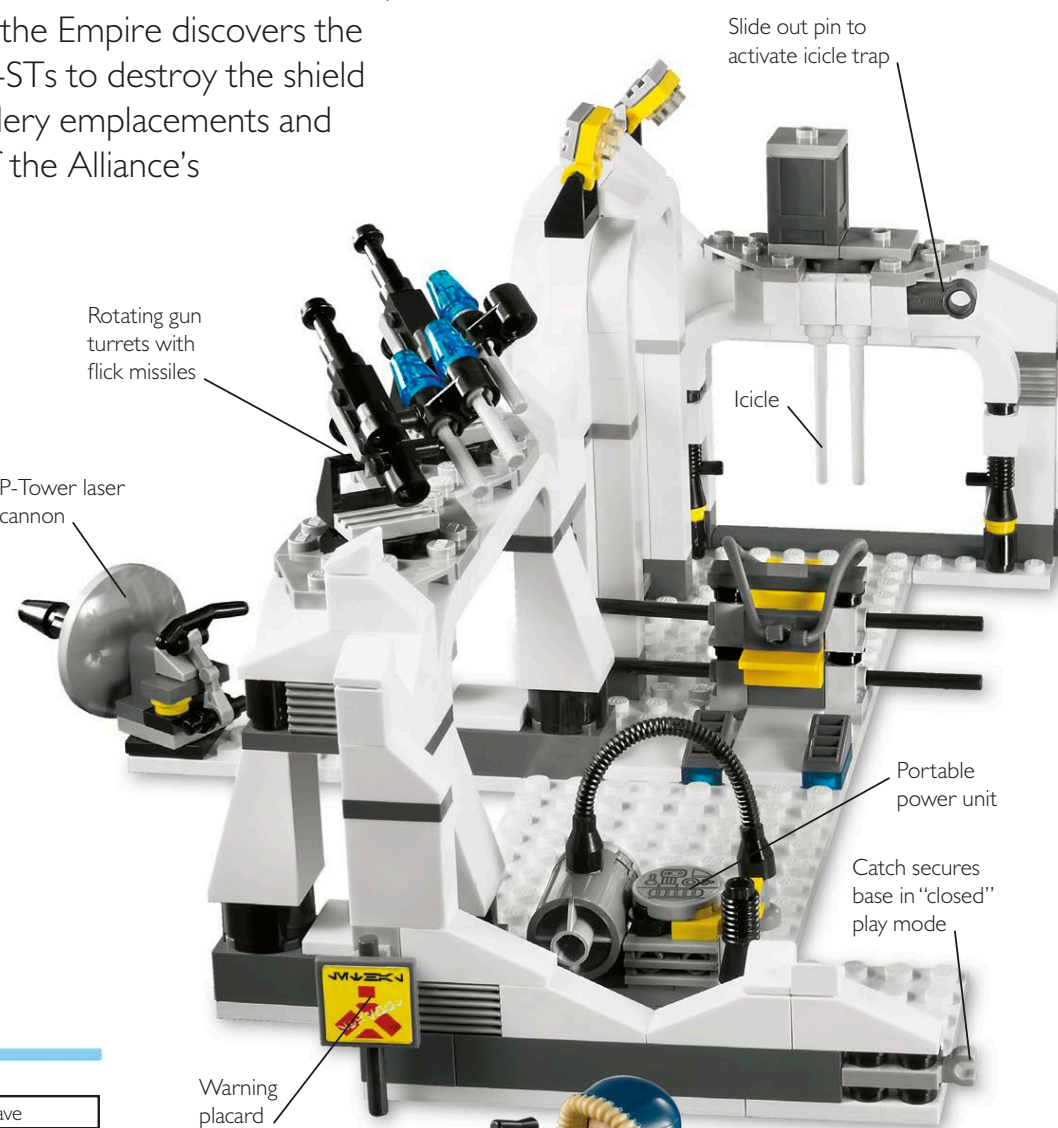 the Empire discovers the
-STs to destroy the shield
lery emplacements and
the Alliance's
Slide out pin to
activate icicle trap
Rotating gun
turrets with
flick missiles
Icicle
P-Tower laser
cannon
Portable
power unit
Catch secures
base in “closed”
play mode
Warning
placard
ave